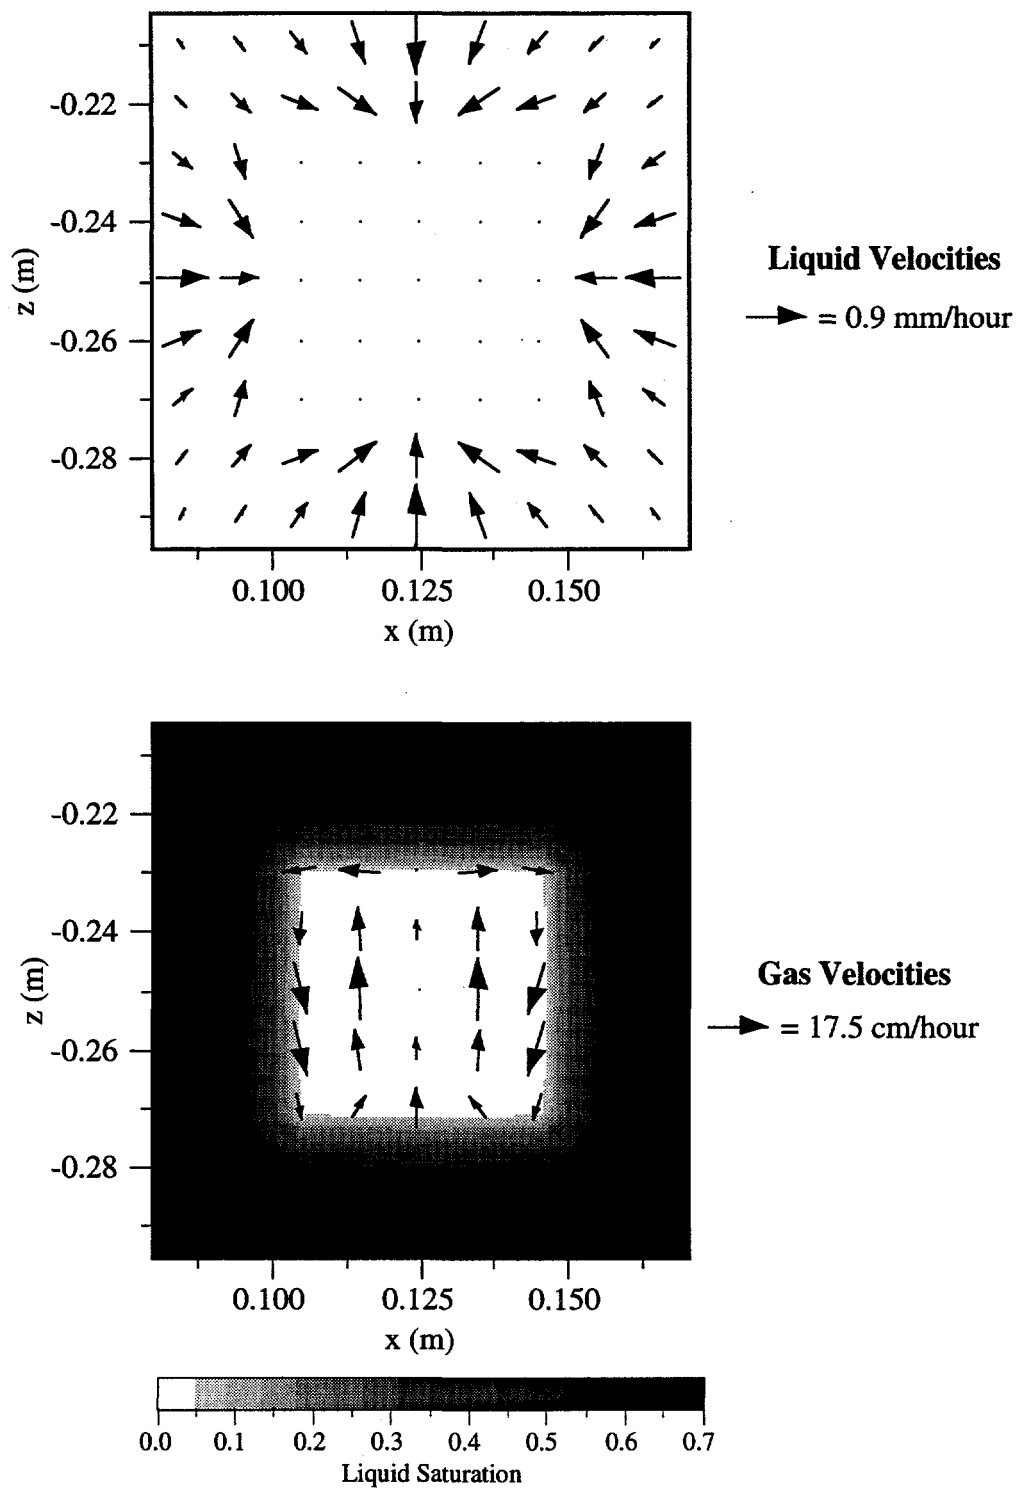 -0.22
-0.24
-0.26
-0.28
z (m)
0.100 0.125 0.150
x (m)
Liquid Velocities
= 0.9 mm/hour
-0.22
-0.24
-0.26
-0.28
z (m)
0.100 0.125 0.150
x (m)
Gas Velocities
= 17.5 cm/hour
0.0 0.1 0.2 0.3 0.4 0.5 0.6 0.7
Liquid Saturation